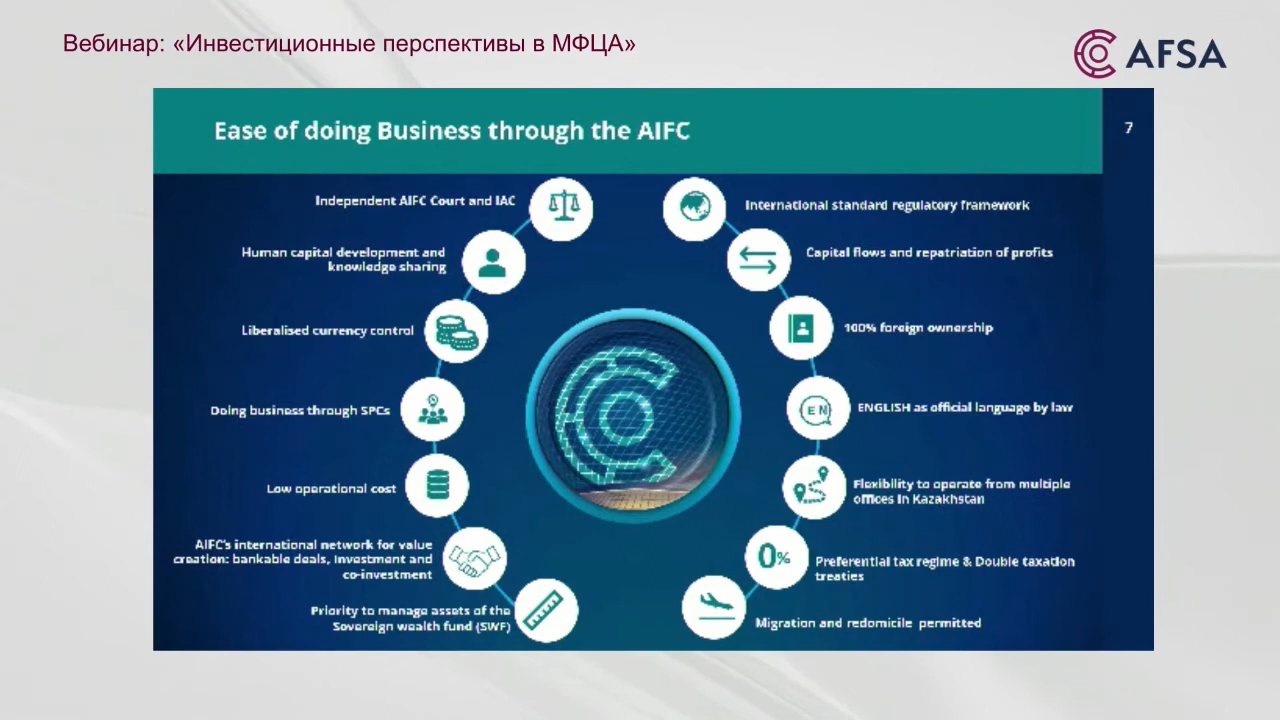 Вебинар: «Инвестиционные перспективы в МФЦА»
AFSA
Ease of doing Business through the AIFC
7
Independent AIFC Court and IAC
Human capital development and
knowledge sharing
Liberalised currency control
Doing business through SPCs
Low operational cost
AIFC's international network for value
creation: bankable deals, investment and
co-investment
Priority to manage assets of the
Sovereign wealth fund (SWF)
International standard regulatory framework
Capital flows and repatriation of profits
100% foreign ownership
EN
ENGLISH as official language by law
Flexibility to operate from multiple
offices in Kazakhstan
0%
Preferential tax regime & Double taxation
treaties
Migration and redomicile permitted